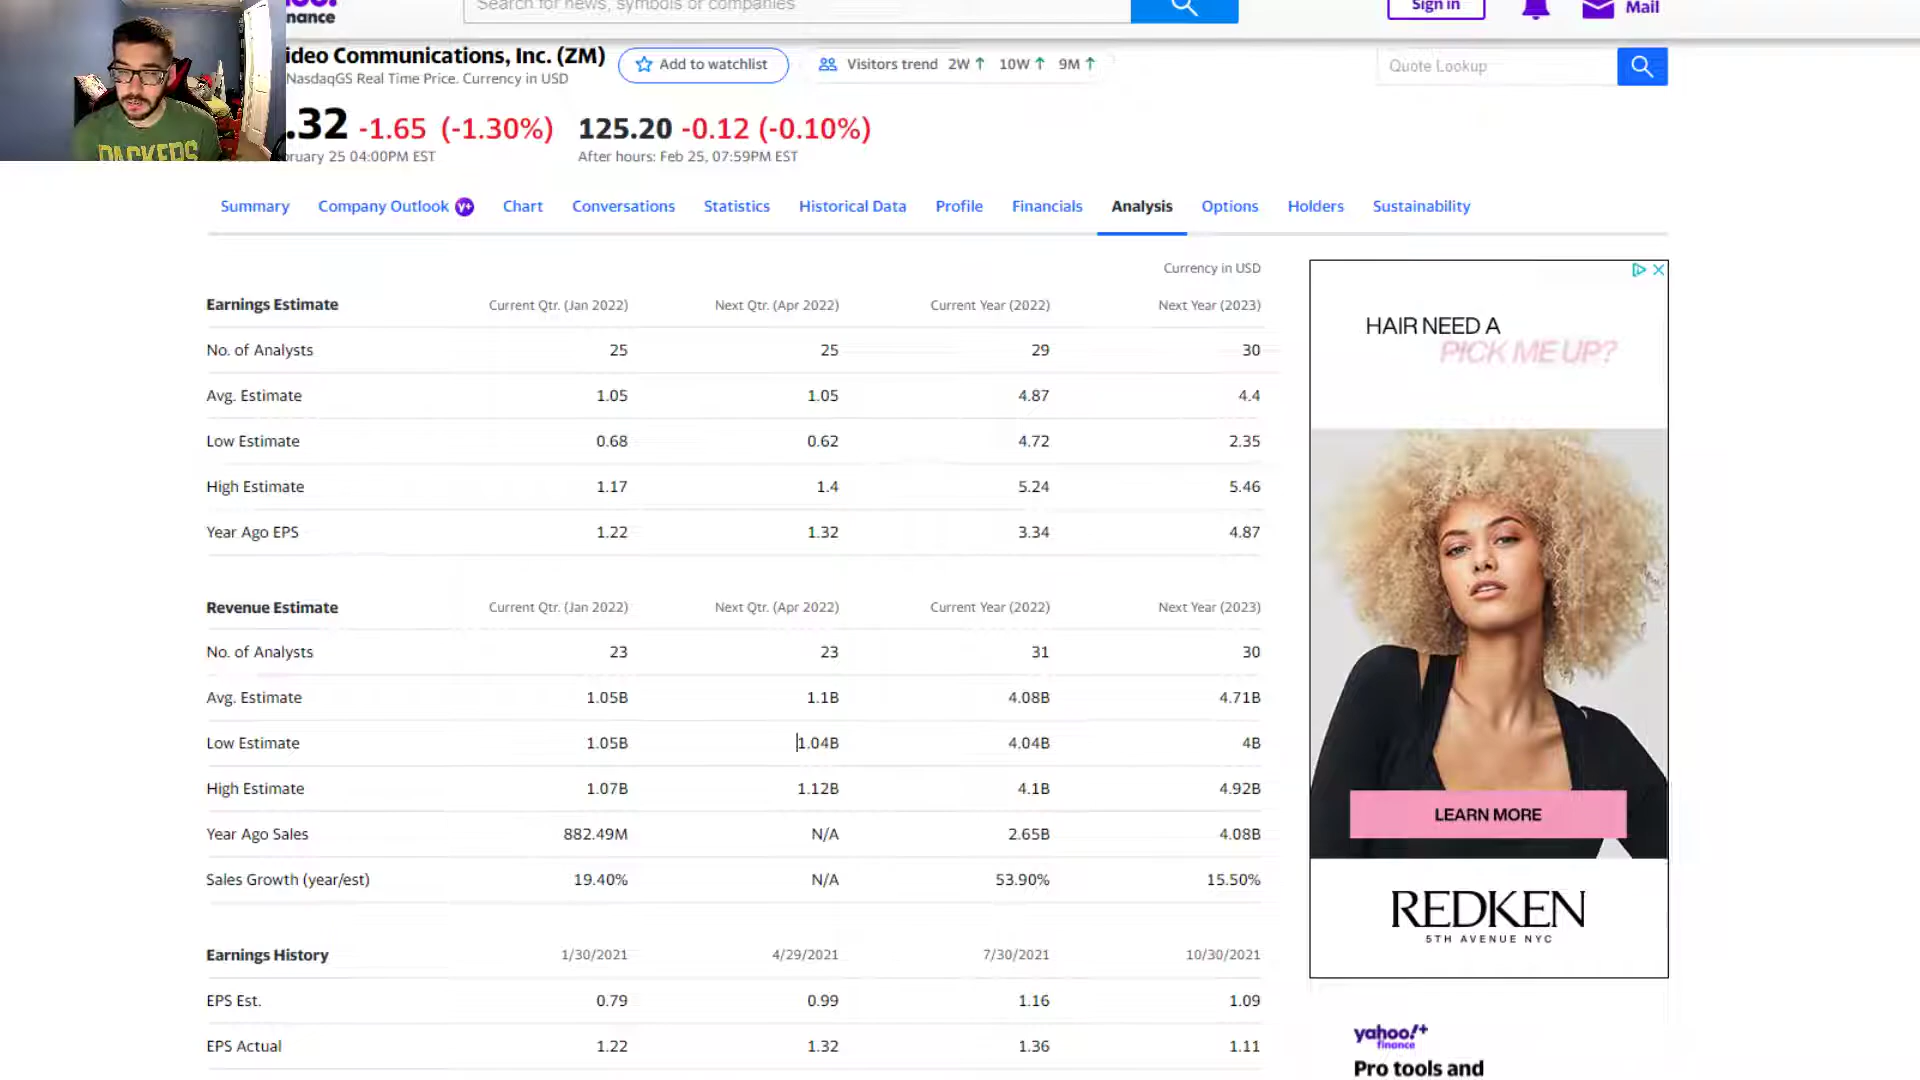 nance
Search for news, symbols or companies
Sign in
Mail
ideo Communications, Inc. (ZM)
Add to watchlist
Visitors trend 2W ↑ 10W ↑ 9M ↑
Quote Lookup
NasdaqGS Real Time Price. Currency in USD
.32 -1.65 (-1.30%) 125.20 -0.12 (-0.10%)
bruary 25 04:00PM EST After hours: Feb 25, 07:59PM EST
PACKERS
Summary Company Outlook Y+ Chart Conversations Statistics Historical Data Profile Financials Analysis Options Holders Sustainability
Currency in USD
Earnings Estimate Current Qtr. (Jan 2022) Next Qtr. (Apr 2022) Current Year (2022) Next Year (2023)
No. of Analysts 25 25 29 30
Avg. Estimate 1.05 1.05 4.87 4.4
Low Estimate 0.68 0.62 4.72 2.35
High Estimate 1.17 1.4 5.24 5.46
Year Ago EPS 1.22 1.32 3.34 4.87
Revenue Estimate Current Qtr. (Jan 2022) Next Qtr. (Apr 2022) Current Year (2022) Next Year (2023)
No. of Analysts 23 23 31 30
Avg. Estimate 1.05B 1.1B 4.08B 4.71B
Low Estimate 1.05B 1.04B 4.04B 4B
High Estimate 1.07B 1.12B 4.1B 4.92B
Year Ago Sales 882.49M N/A 2.65B 4.08B
Sales Growth (year/est) 19.40% N/A 53.90% 15.50%
Earnings History 1/30/2021 4/29/2021 7/30/2021 10/30/2021
EPS Est. 0.79 0.99 1.16 1.09
EPS Actual 1.22 1.32 1.36 1.11
HAIR NEED A
PICK ME UP?
LEARN MORE
REDKEN
5TH AVENUE NYC
yahoo!+
finance
Pro tools and